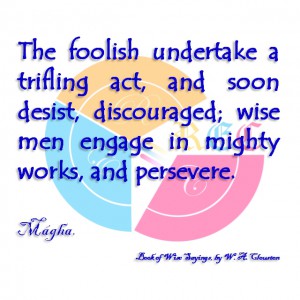 The foolish undertake a
trifling act, and soon
desist, discouraged; wise
men engage in mighty
works, and persevere.
Mágha.
Book of Wise Sayings, by W. A. Clouston